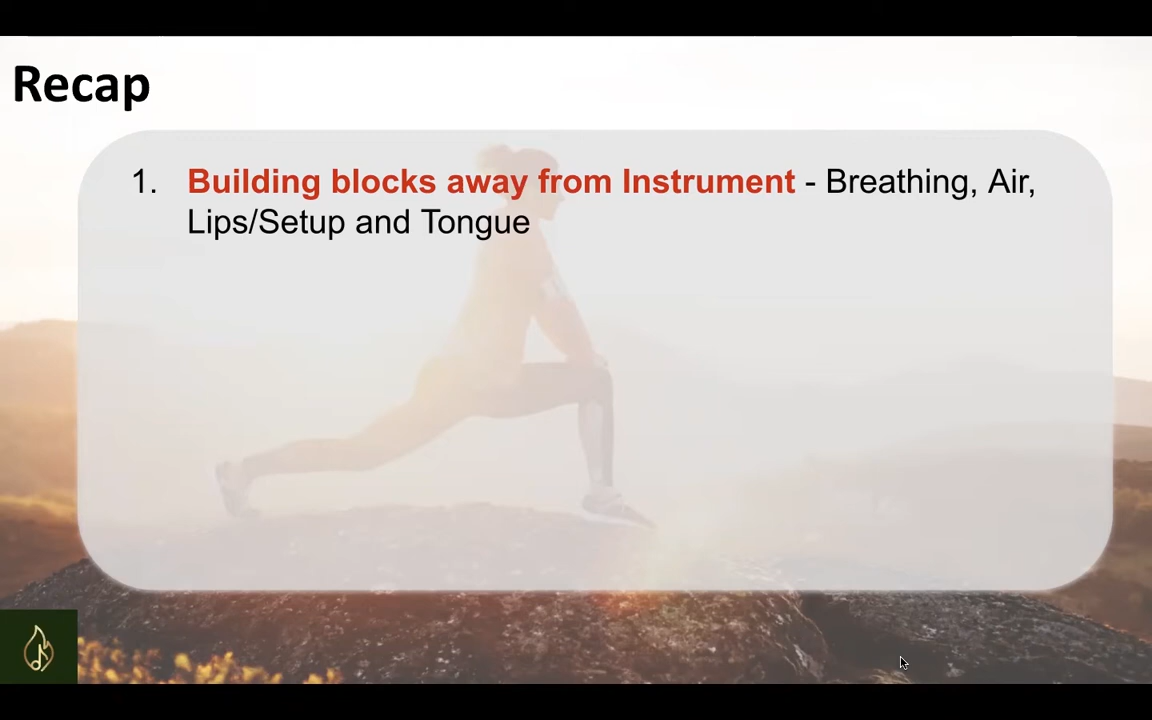 Recap
1. Building blocks away from Instrument - Breathing, Air,
Lips/Setup and Tongue